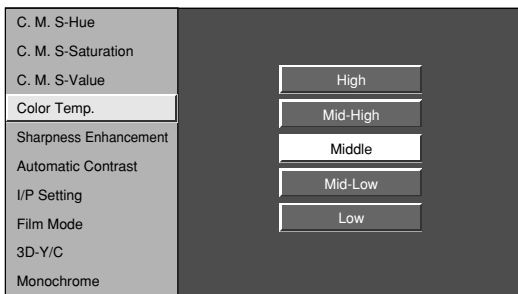 C. M. S-Hue
C. M. S-Saturation
C. M. S-Value
Color Temp.
Sharpness Enhancement
Automatic Contrast
I/P Setting
Film Mode
3D-Y/C
Monochrome
High
Mid-High
Middle
Mid-Low
Low